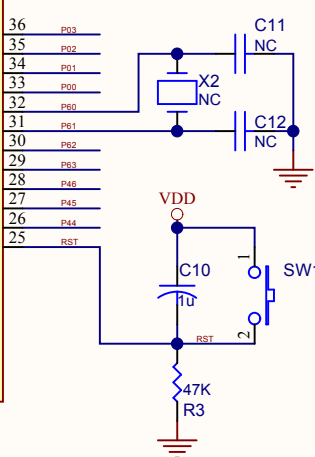 36 P03
35 P02
34 P01
33 P00
32 P60
31 P61
30 P62
29 P63
28 P46
27 P45
26 P44
25 RST
C11
NC
X2
NC
C12
NC
VDD
C10
1u
1
SW1
2
RST
47K
R3